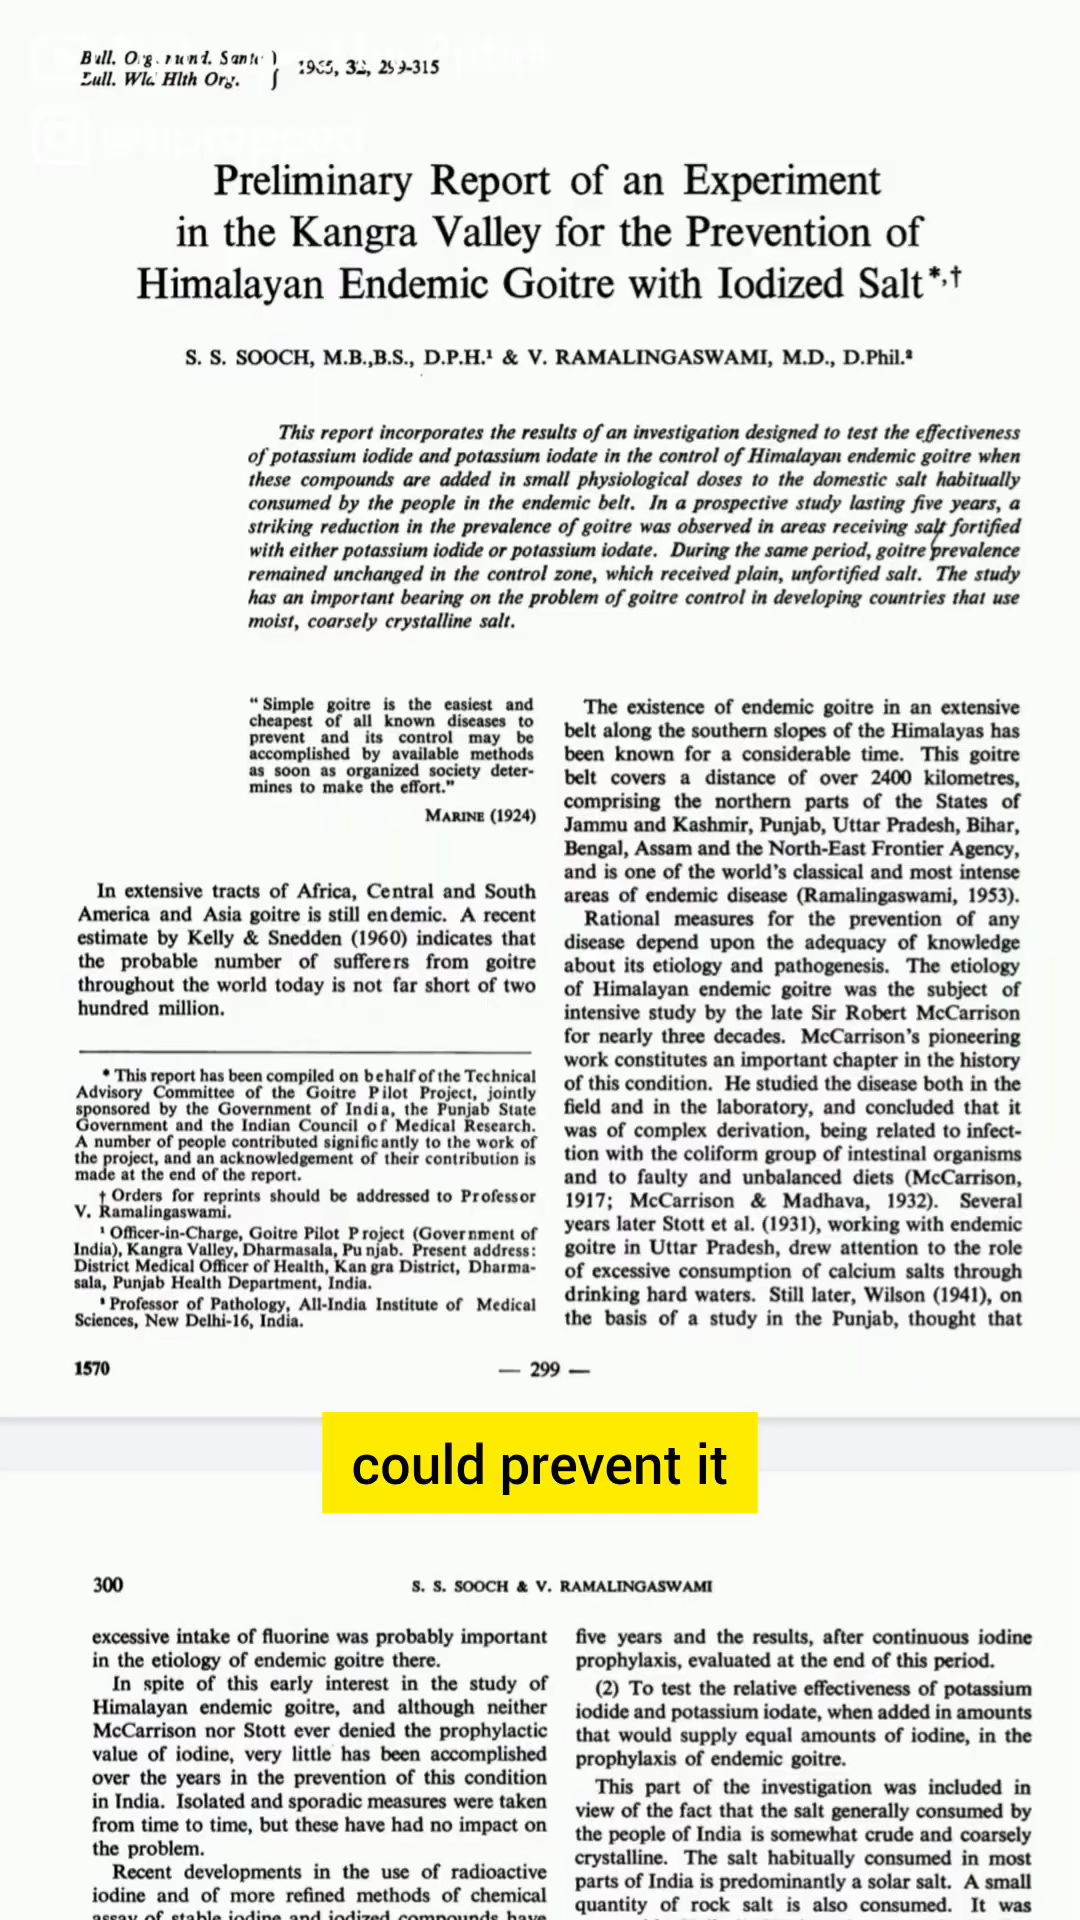 Bull. Org. mund. Santé
Bull. Wld Hlth Org.
1965, 32, 299-315
Preliminary Report of an Experiment
in the Kangra Valley for the Prevention of
Himalayan Endemic Goitre with Iodized Salt*,†
S. S. SOOCH, M.B.,B.S., D.P.H.¹ & V. RAMALINGASWAMI, M.D., D.Phil.²
This report incorporates the results of an investigation designed to test the effectiveness
of potassium iodide and potassium iodate in the control of Himalayan endemic goitre when
these compounds are added in small physiological doses to the domestic salt habitually
consumed by the people in the endemic belt. In a prospective study lasting five years, a
striking reduction in the prevalence of goitre was observed in areas receiving salt fortified
with either potassium iodide or potassium iodate. During the same period, goitre prevalence
remained unchanged in the control zone, which received plain, unfortified salt. The study
has an important bearing on the problem of goitre control in developing countries that use
moist, coarsely crystalline salt.
" Simple goitre is the easiest and
cheapest of all known diseases to
prevent and its control may be
accomplished by available methods
as soon as organized society deter-
mines to make the effort."
MARINE (1924)
In extensive tracts of Africa, Central and South
America and Asia goitre is still endemic. A recent
estimate by Kelly & Snedden (1960) indicates that
the probable number of sufferers from goitre
throughout the world today is not far short of two
hundred million.
* This report has been compiled on behalf of the Technical
Advisory Committee of the Goitre Pilot Project, jointly
sponsored by the Government of India, the Punjab State
Government and the Indian Council of Medical Research.
A number of people contributed significantly to the work of
the project, and an acknowledgement of their contribution is
made at the end of the report.
† Orders for reprints should be addressed to Professor
V. Ramalingaswami.
¹ Officer-in-Charge, Goitre Pilot Project (Government of
India), Kangra Valley, Dharmasala, Punjab. Present address:
District Medical Officer of Health, Kangra District, Dharma-
sala, Punjab Health Department, India.
² Professor of Pathology, All-India Institute of Medical
Sciences, New Delhi-16, India.
The existence of endemic goitre in an extensive
belt along the southern slopes of the Himalayas has
been known for a considerable time. This goitre
belt covers a distance of over 2400 kilometres,
comprising the northern parts of the States of
Jammu and Kashmir, Punjab, Uttar Pradesh, Bihar,
Bengal, Assam and the North-East Frontier Agency,
and is one of the world's classical and most intense
areas of endemic disease (Ramalingaswami, 1953).
Rational measures for the prevention of any
disease depend upon the adequacy of knowledge
about its etiology and pathogenesis. The etiology
of Himalayan endemic goitre was the subject of
intensive study by the late Sir Robert McCarrison
for nearly three decades. McCarrison's pioneering
work constitutes an important chapter in the history
of this condition. He studied the disease both in the
field and in the laboratory, and concluded that it
was of complex derivation, being related to infect-
tion with the coliform group of intestinal organisms
and to faulty and unbalanced diets (McCarrison,
1917; McCarrison & Madhava, 1932). Several
years later Stott et al. (1931), working with endemic
goitre in Uttar Pradesh, drew attention to the role
of excessive consumption of calcium salts through
drinking hard waters. Still later, Wilson (1941), on
the basis of a study in the Punjab, thought that
1570
— 299 —
could prevent it
300
S. S. SOOCH & V. RAMALINGASWAMI
excessive intake of fluorine was probably important
in the etiology of endemic goitre there.
In spite of this early interest in the study of
Himalayan endemic goitre, and although neither
McCarrison nor Stott ever denied the prophylactic
value of iodine, very little has been accomplished
over the years in the prevention of this condition
in India. Isolated and sporadic measures were taken
from time to time, but these have had no impact on
the problem.
Recent developments in the use of radioactive
iodine and of more refined methods of chemical
assay of stable iodine and iodized compounds have
five years and the results, after continuous iodine
prophylaxis, evaluated at the end of this period.
(2) To test the relative effectiveness of potassium
iodide and potassium iodate, when added in amounts
that would supply equal amounts of iodine, in the
prophylaxis of endemic goitre.
This part of the investigation was included in
view of the fact that the salt generally consumed by
the people of India is somewhat crude and coarsely
crystalline. The salt habitually consumed in most
parts of India is predominantly a solar salt. A small
quantity of rock salt is also consumed. It was